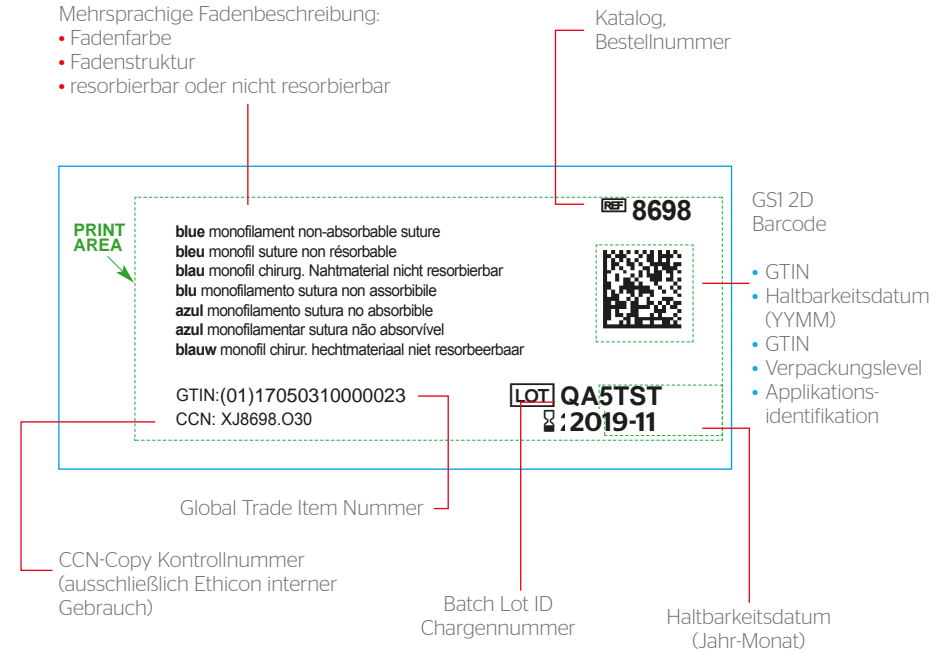 Mehrsprachige Fadenbeschreibung:
• Fadenfarbe
• Fadenstruktur
• resorbierbar oder nicht resorbierbar
Katalog,
Bestellnummer
PRINT
AREA
REF 8698
blue monofilament non-absorbable suture
bleu monofil suture non résorbable
blau monofil chirurg. Nahtmaterial nicht resorbierbar
blu monofilamento sutura non assorbibile
azul monofilamento sutura no absorbible
azul monofilamentar sutura não absorvível
blauw monofil chirur. hechtmateriaal niet resorbeerbaar
GS1 2D
Barcode
• GTIN
• Haltbarkeitsdatum
(YYMM)
• GTIN
• Verpackungslevel
• Applikations-
identifikation
GTIN:(01)17050310000023
CCN: XJ8698.O30
LOT QA5TST
2019-11
Global Trade Item Nummer
CCN-Copy Kontrollnummer
(ausschließlich Ethicon interner
Gebrauch)
Batch Lot ID
Chargennummer
Haltbarkeitsdatum
(Jahr-Monat)